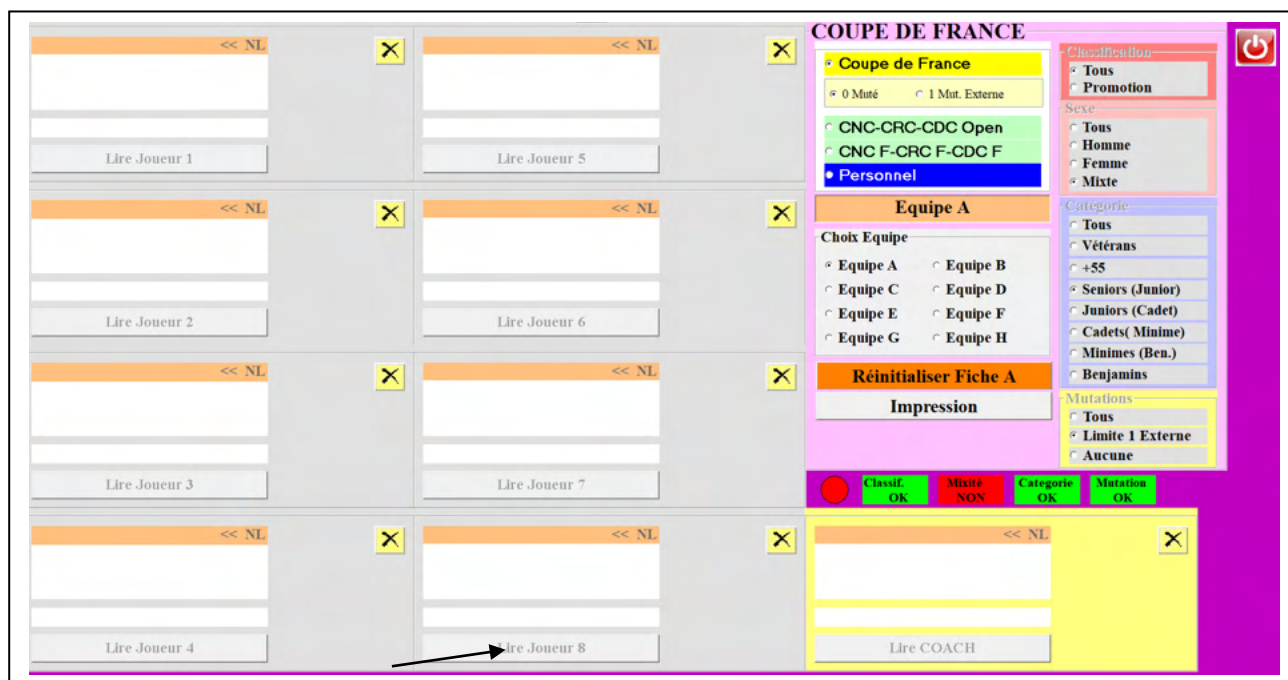 << NL
Lire Joueur 1
<< NL
Lire Joueur 5
<< NL
Lire Joueur 2
<< NL
Lire Joueur 6
<< NL
Lire Joueur 3
<< NL
Lire Joueur 7
<< NL
Lire Joueur 4
<< NL
Lire Joueur 8
COUPE DE FRANCE
Coupe de France
0 Muté 1 Mut. Externe
CNC-CRC-CDC Open
CNC F-CRC F-CDC F
Personnel
Equipe A
Choix Equipe
Equipe A Equipe B
Equipe C Equipe D
Equipe E Equipe F
Equipe G Equipe H
Réinitialiser Fiche A
Impression
Classification
Tous
Promotion
Sexe
Tous
Homme
Femme
Mixte
Catégorie
Tous
Vétérans
+55
Seniors (Junior)
Juniors (Cadet)
Cadets( Minime)
Minimes (Ben.)
Benjamins
Mutations
Tous
Limite 1 Externe
Aucune
Classif. OK
Mixité NON
Categorie OK
Mutation OK
<< NL
Lire COACH